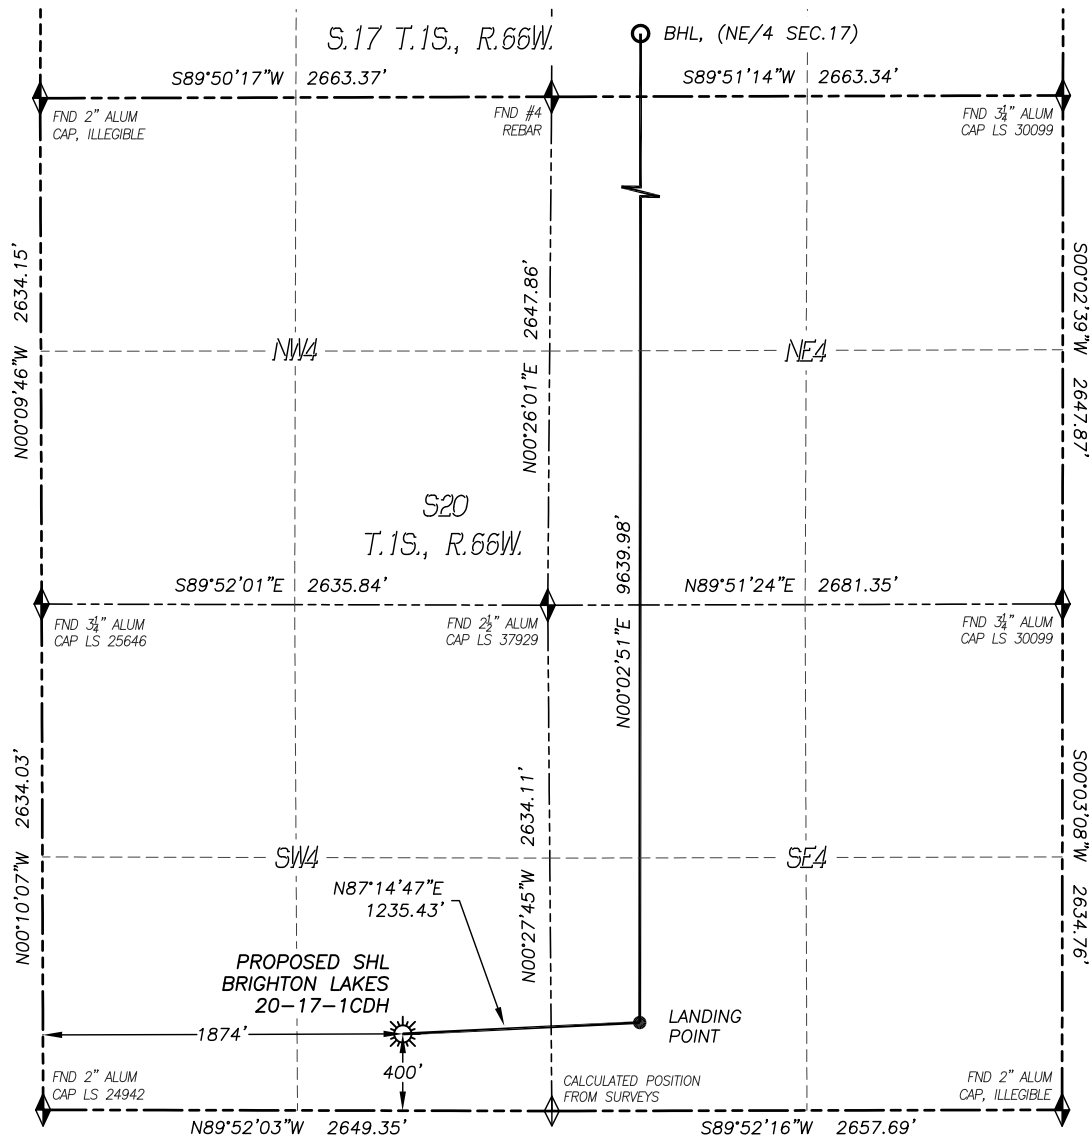 S.17 T.1S., R.66W.
BHL, (NE/4 SEC.17)
S89°50'17"W 2663.37'
S89°51'14"W 2663.34'
FND 2" ALUM
CAP, ILLEGIBLE
FND #4
REBAR
FND 3¼" ALUM
CAP LS 30099
N00°09'46"W 2634.15'
N00°26'01"E 2647.86'
S00°02'39"W 2647.87'
NW4
NE4
S20
T.1S., R.66W.
N00°02'51"E 9639.98'
S89°52'01"E 2635.84'
N89°51'24"E 2681.35'
FND 3¼" ALUM
CAP LS 25646
FND 2½" ALUM
CAP LS 37929
FND 3¼" ALUM
CAP LS 30099
N00°10'07"W 2634.03'
N00°27'45"W 2634.11'
S00°03'08"W 2634.76'
SW4
SE4
N87°14'47"E
1235.43'
PROPOSED SHL
BRIGHTON LAKES
20-17-1CDH
LANDING
POINT
1874'
400'
FND 2" ALUM
CAP LS 24942
CALCULATED POSITION
FROM SURVEYS
FND 2" ALUM
CAP, ILLEGIBLE
N89°52'03"W 2649.35'
S89°52'16"W 2657.69'